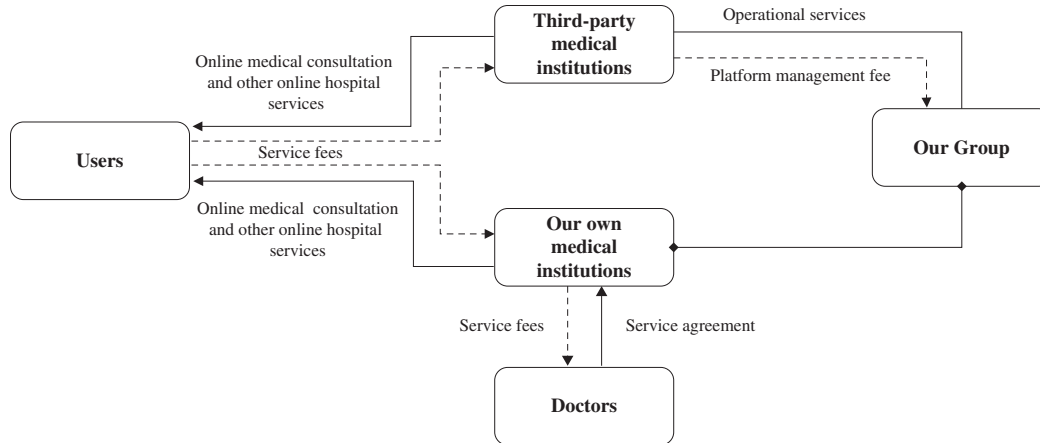 Third-party
medical
institutions
Operational services
Platform management fee
Online medical consultation
and other online hospital
services
Users
Service fees
Our Group
Online medical consultation
and other online hospital
services
Our own
medical
institutions
Service fees
Service agreement
Doctors